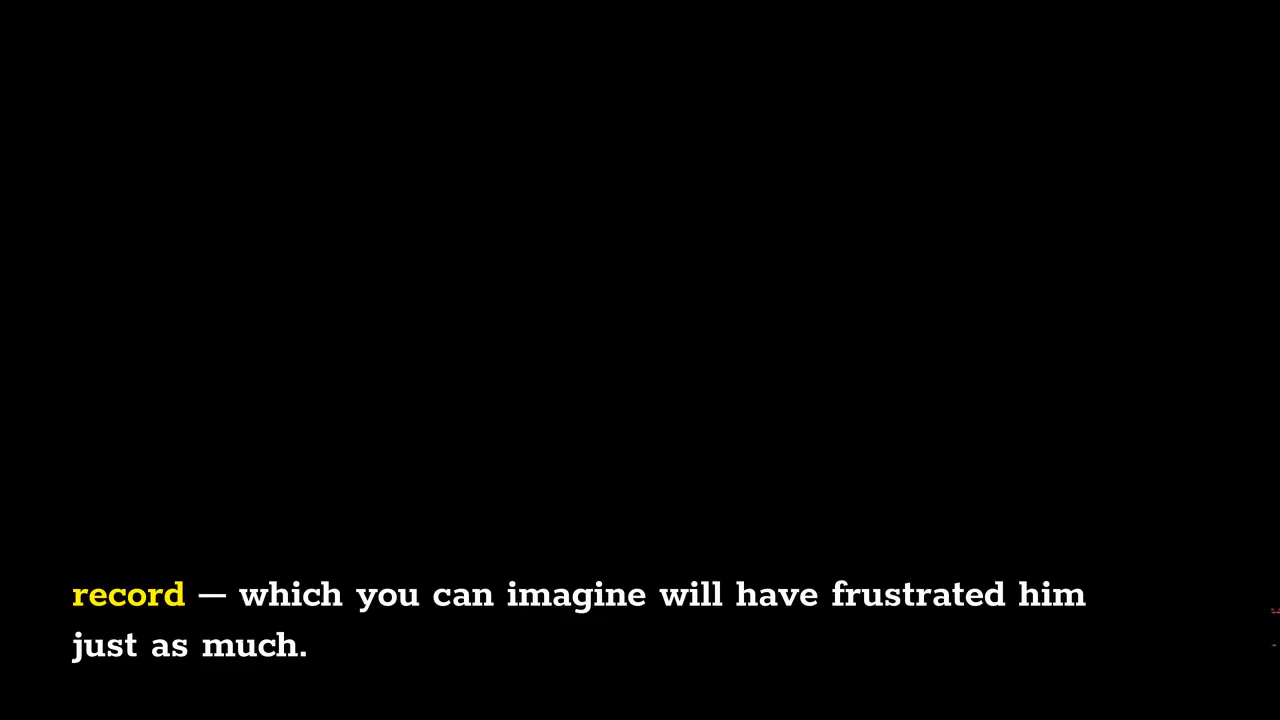 record — which you can imagine will have frustrated him
just as much.